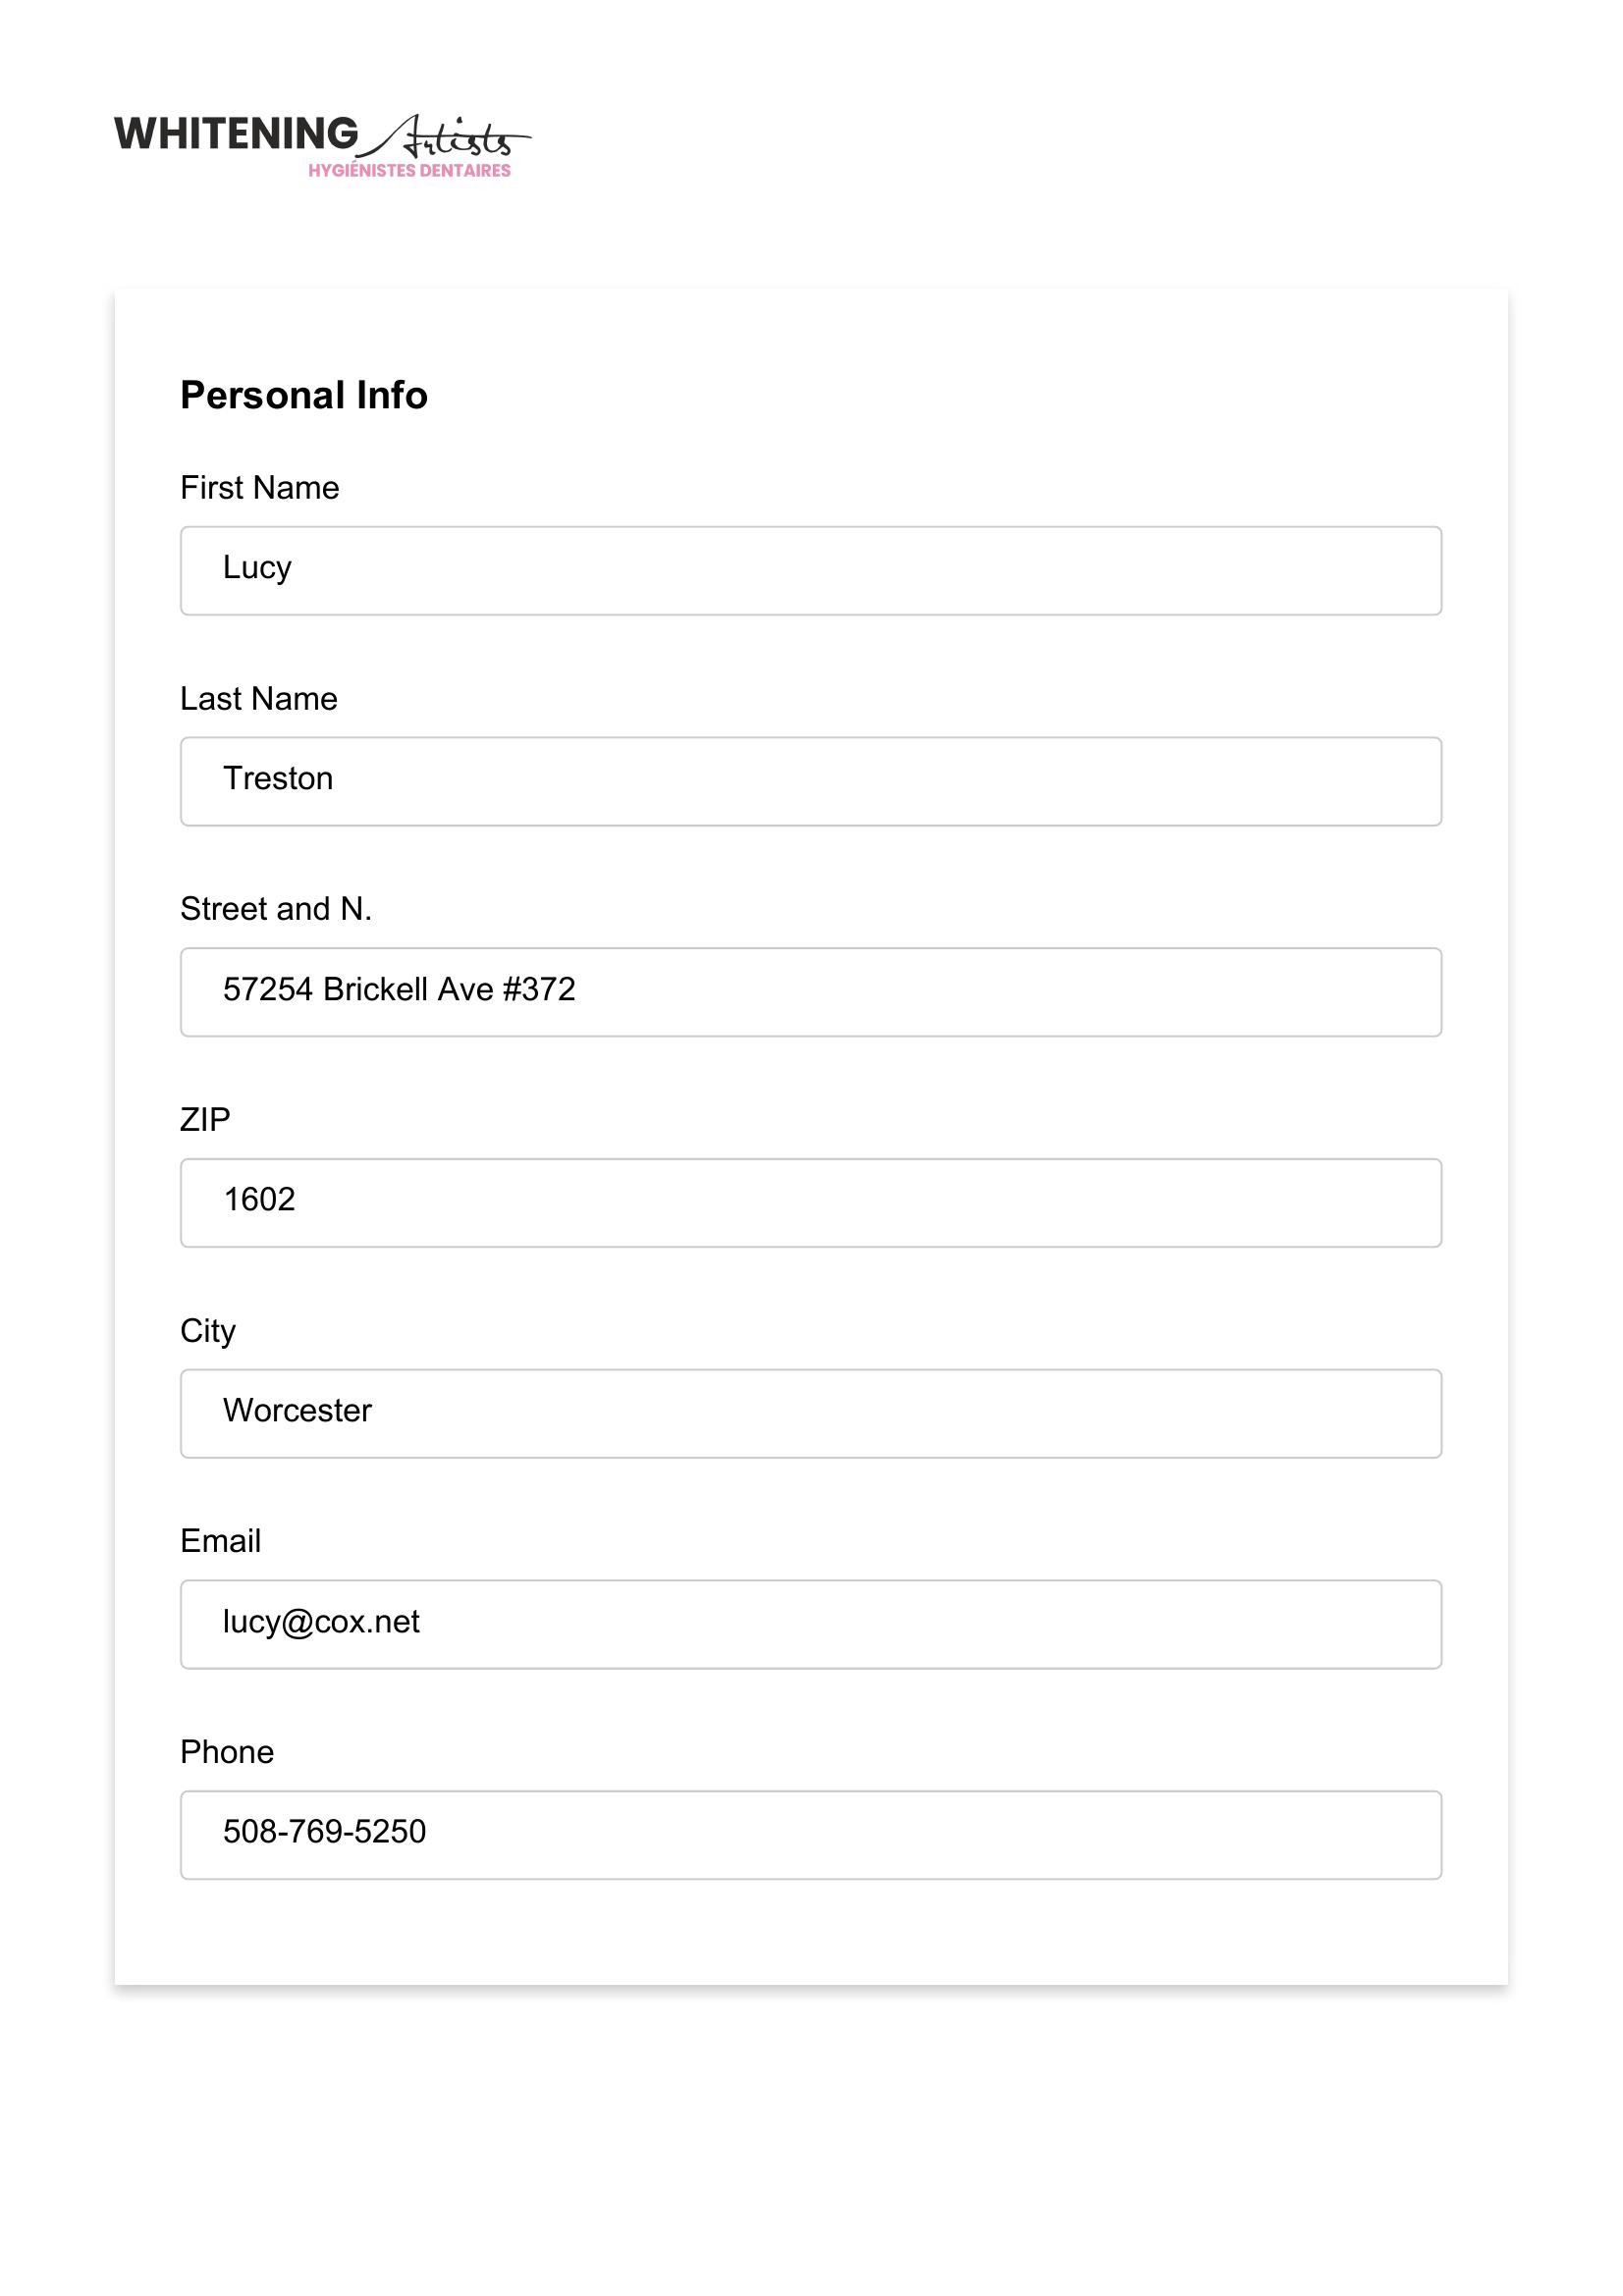 WHITENING Artists
HYGIÉNISTES DENTAIRES
Personal Info
First Name
Lucy
Last Name
Treston
Street and N.
57254 Brickell Ave #372
ZIP
1602
City
Worcester
Email
lucy@cox.net
Phone
508-769-5250